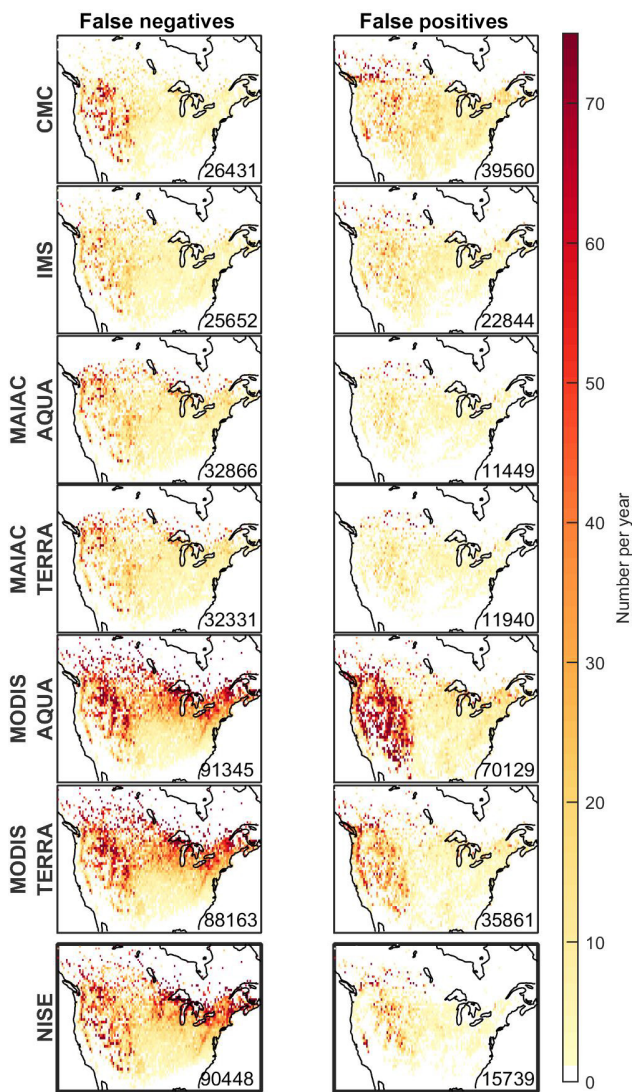 False negatives
False positives
CMC
26431
39560
IMS
25652
22844
MAIAC
AQUA
32866
11449
MAIAC
TERRA
32331
11940
MODIS
AQUA
91345
70129
MODIS
TERRA
88163
35861
NISE
90448
15739
70
60
50
40
30
20
10
0
Number per year